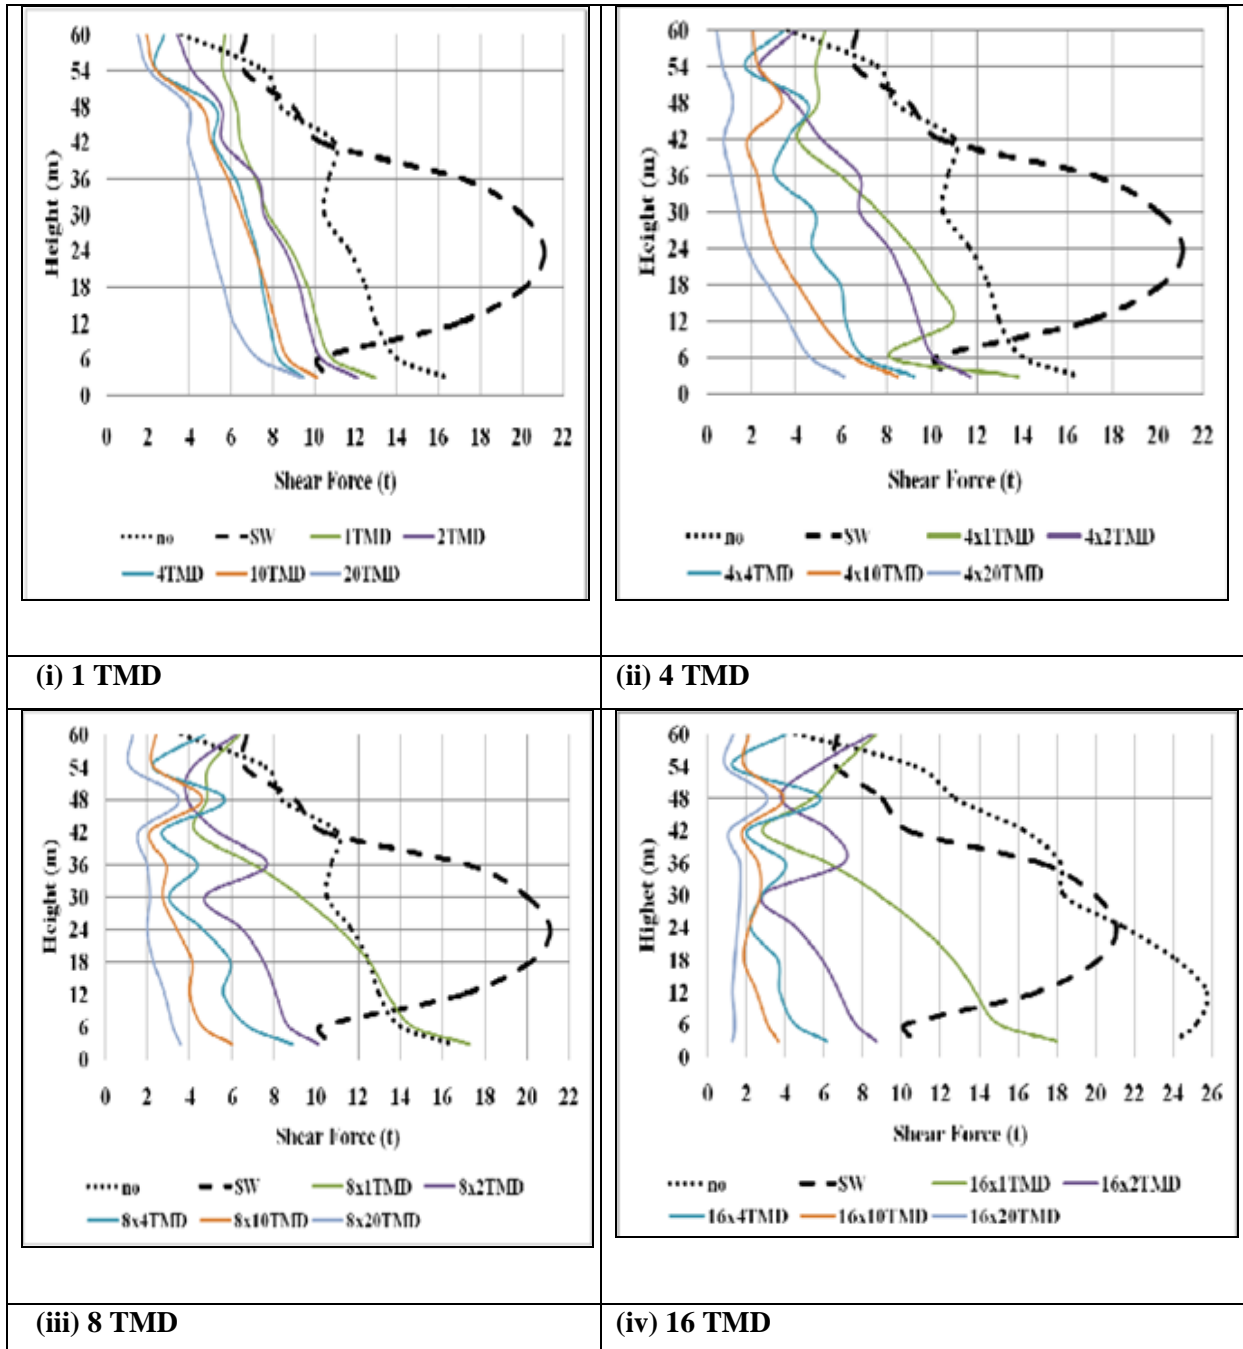 60
54
48
42
36
30
24
18
12
6
0
Height (m)
0 2 4 6 8 10 12 14 16 18 20 22
Shear Force (t)
no SW 1TMD 2TMD
4TMD 10TMD 20TMD
(i) 1 TMD
60
54
48
42
36
30
24
18
12
6
0
Height (m)
0 2 4 6 8 10 12 14 16 18 20 22
Shear Force (t)
no SW 4x1TMD 4x2TMD
4x4TMD 4x10TMD 4x20TMD
(ii) 4 TMD
60
54
48
42
36
30
24
18
12
6
0
Height (m)
0 2 4 6 8 10 12 14 16 18 20 22
Shear Force (t)
no SW 8x1TMD 8x2TMD
8x4TMD 8x10TMD 8x20TMD
(iii) 8 TMD
60
54
48
42
36
30
24
18
12
6
0
Highet (m)
0 2 4 6 8 10 12 14 16 18 20 22 24 26
Shear Force (t)
no SW 16x1TMD 16x2TMD
16x4TMD 16x10TMD 16x20TMD
(iv) 16 TMD